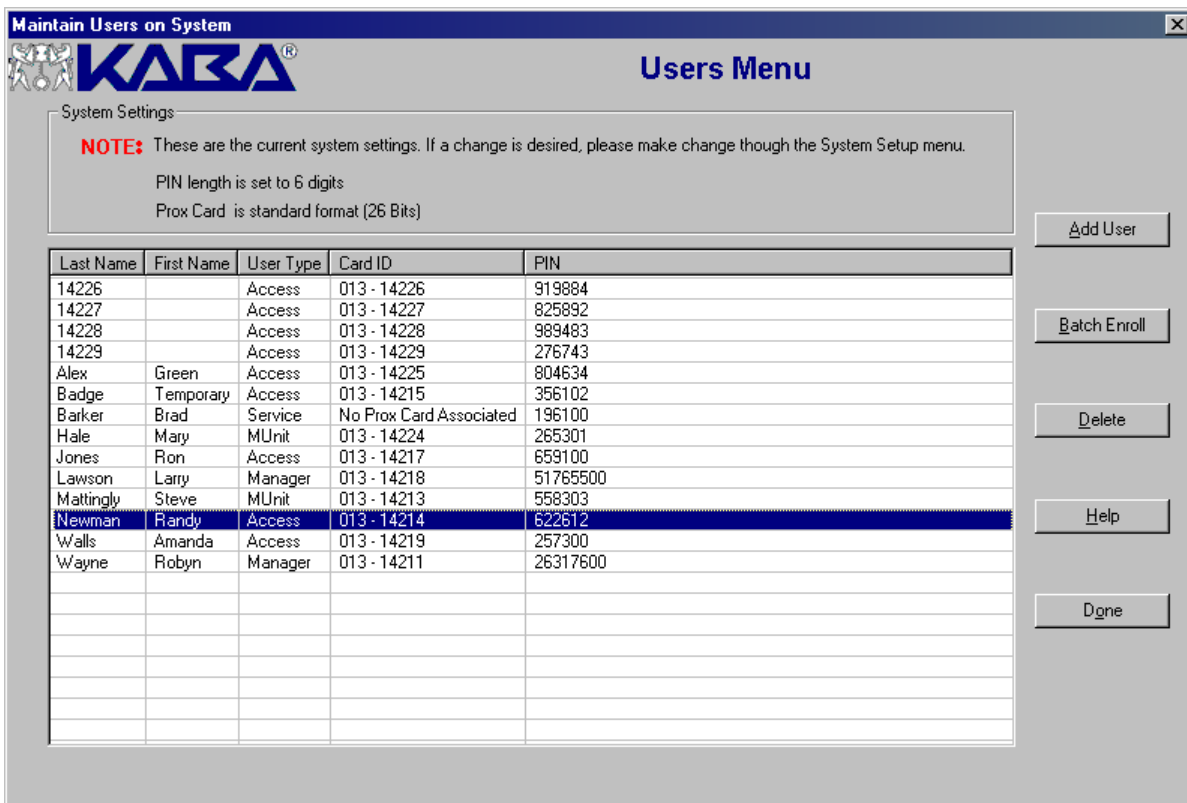 Maintain Users on System
KABA®
Users Menu
System Settings
NOTE: These are the current system settings. If a change is desired, please make change though the System Setup menu.
PIN length is set to 6 digits
Prox Card is standard format (26 Bits)
Add User
Last Name First Name User Type Card ID PIN
14226 Access 013 - 14226 919884
14227 Access 013 - 14227 825892
14228 Access 013 - 14228 989483
14229 Access 013 - 14229 276743
Alex Green Access 013 - 14225 804634
Badge Temporary Access 013 - 14215 356102
Barker Brad Service No Prox Card Associated 196100
Hale Mary MUnit 013 - 14224 265301
Jones Ron Access 013 - 14217 659100
Lawson Larry Manager 013 - 14218 51765500
Mattingly Steve MUnit 013 - 14213 558303
Newman Randy Access 013 - 14214 622612
Walls Amanda Access 013 - 14219 257300
Wayne Robyn Manager 013 - 14211 26317600
Batch Enroll
Delete
Help
Done